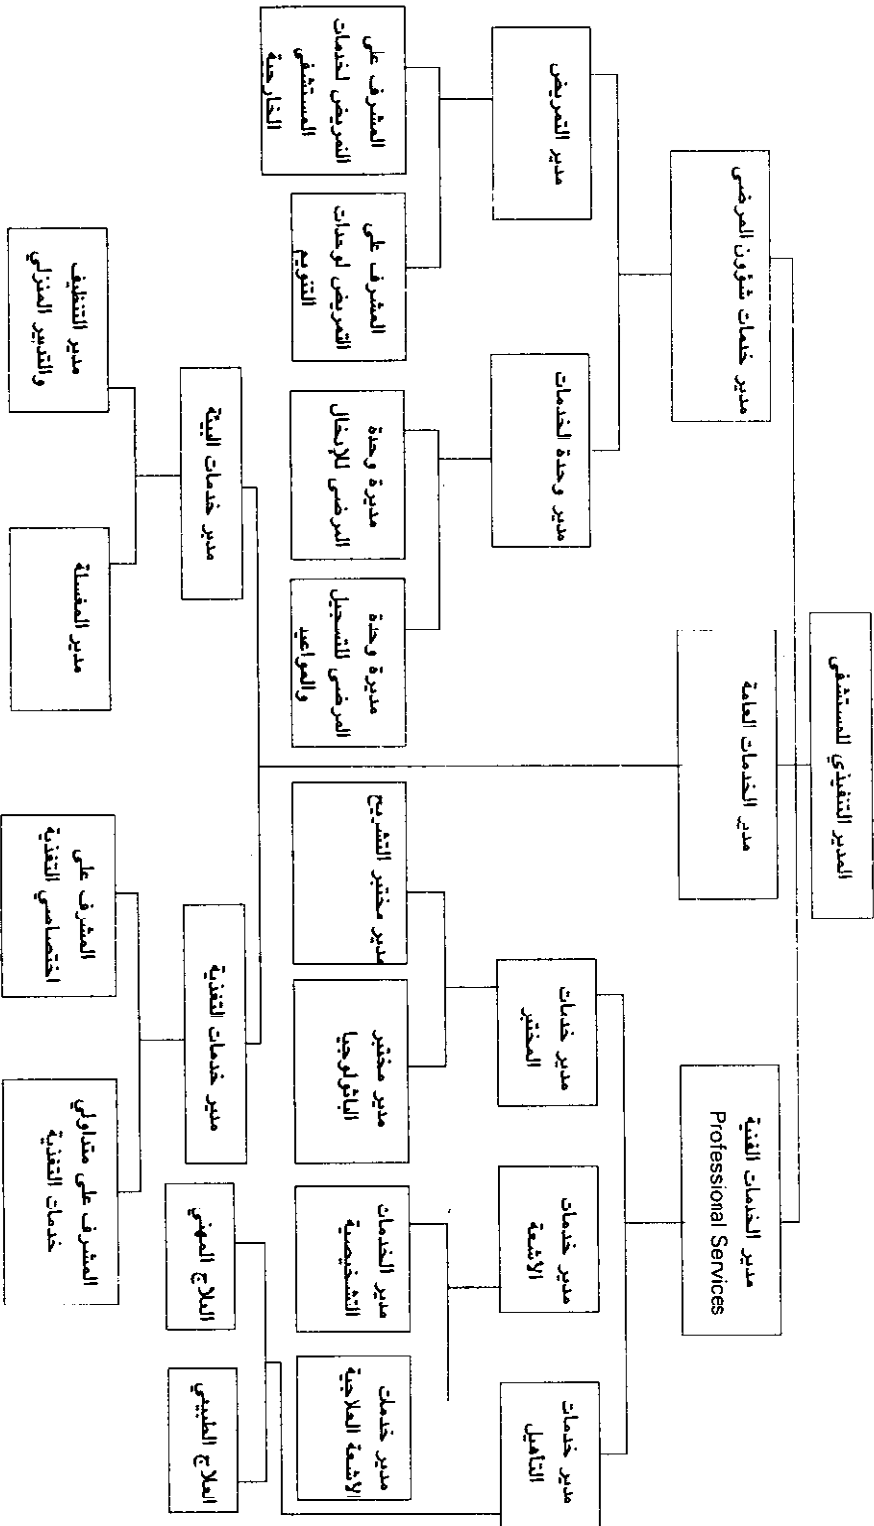 المدير التنفيذي للمستشفى
مدير خدمات شؤون المرضى
مدير الخدمات العامة
مدير الخدمات الفنية
Professional Services
مدير التمريض
مدير وحدة الخدمات
مدير خدمات
المختبر
مدير خدمات
الاشعة
مدير خدمات
التأهيل
المشرف على
التمريض لخدمات
المستشفى
الخارجية
المشرف على
التمريض لوحدات
التنويم
مديرة وحدة
المرضى للإدخال
مديرة وحدة
المرضى للتسجيل
والمواعيد
مدير مختبر التشريح
مدير مختبر
الباثولوجيا
مدير الخدمات
التشخيصية
مدير خدمات
الاشعة العلاجية
مدير خدمات البيئة
مدير خدمات التغذية
العلاج المهني
العلاج الطبيعي
مدير التنظيف
والتدبير المنزلي
مدير المغسلة
المشرف على
اختصاصي التغذية
المشرف على متداولي
خدمات التغذية